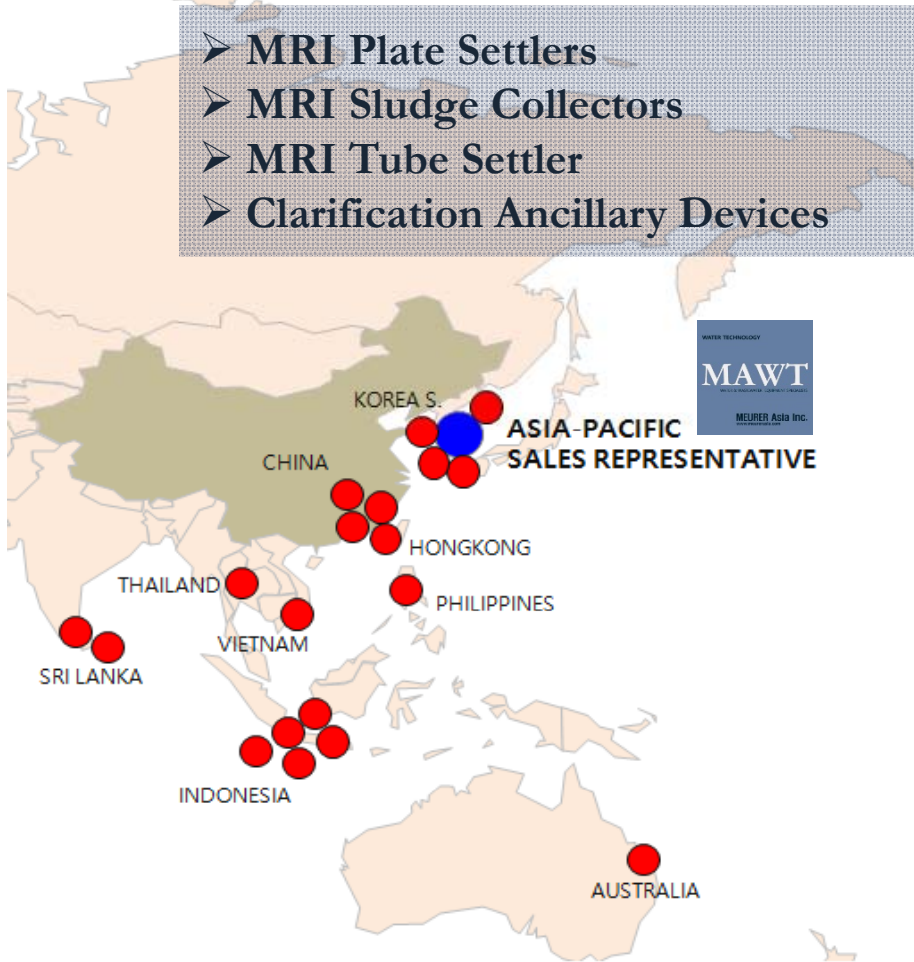 ➢ MRI Plate Settlers
➢ MRI Sludge Collectors
➢ MRI Tube Settler
➢ Clarification Ancillary Devices
WATER TECHNOLOGY
MAWT
MEURER Asia Inc.
KOREA S.
ASIA-PACIFIC
SALES REPRESENTATIVE
CHINA
HONGKONG
THAILAND
PHILIPPINES
VIETNAM
SRI LANKA
INDONESIA
AUSTRALIA